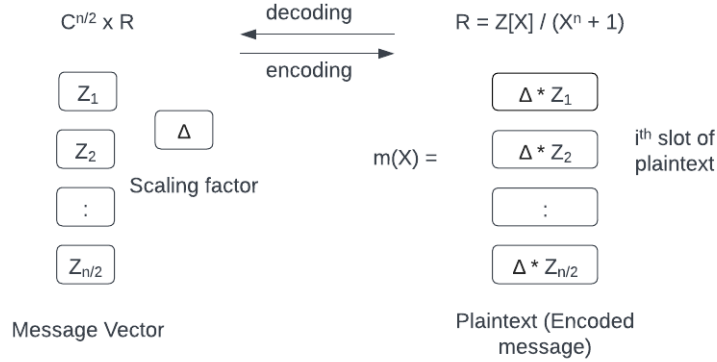 C^{n/2} x R
decoding
encoding
R = Z[X] / (X^n + 1)
Z_1
Z_2
:
Z_{n/2}
Δ
Scaling factor
Message Vector
m(X) =
Δ * Z_1
Δ * Z_2
:
Δ * Z_{n/2}
i^{th} slot of
plaintext
Plaintext (Encoded
message)